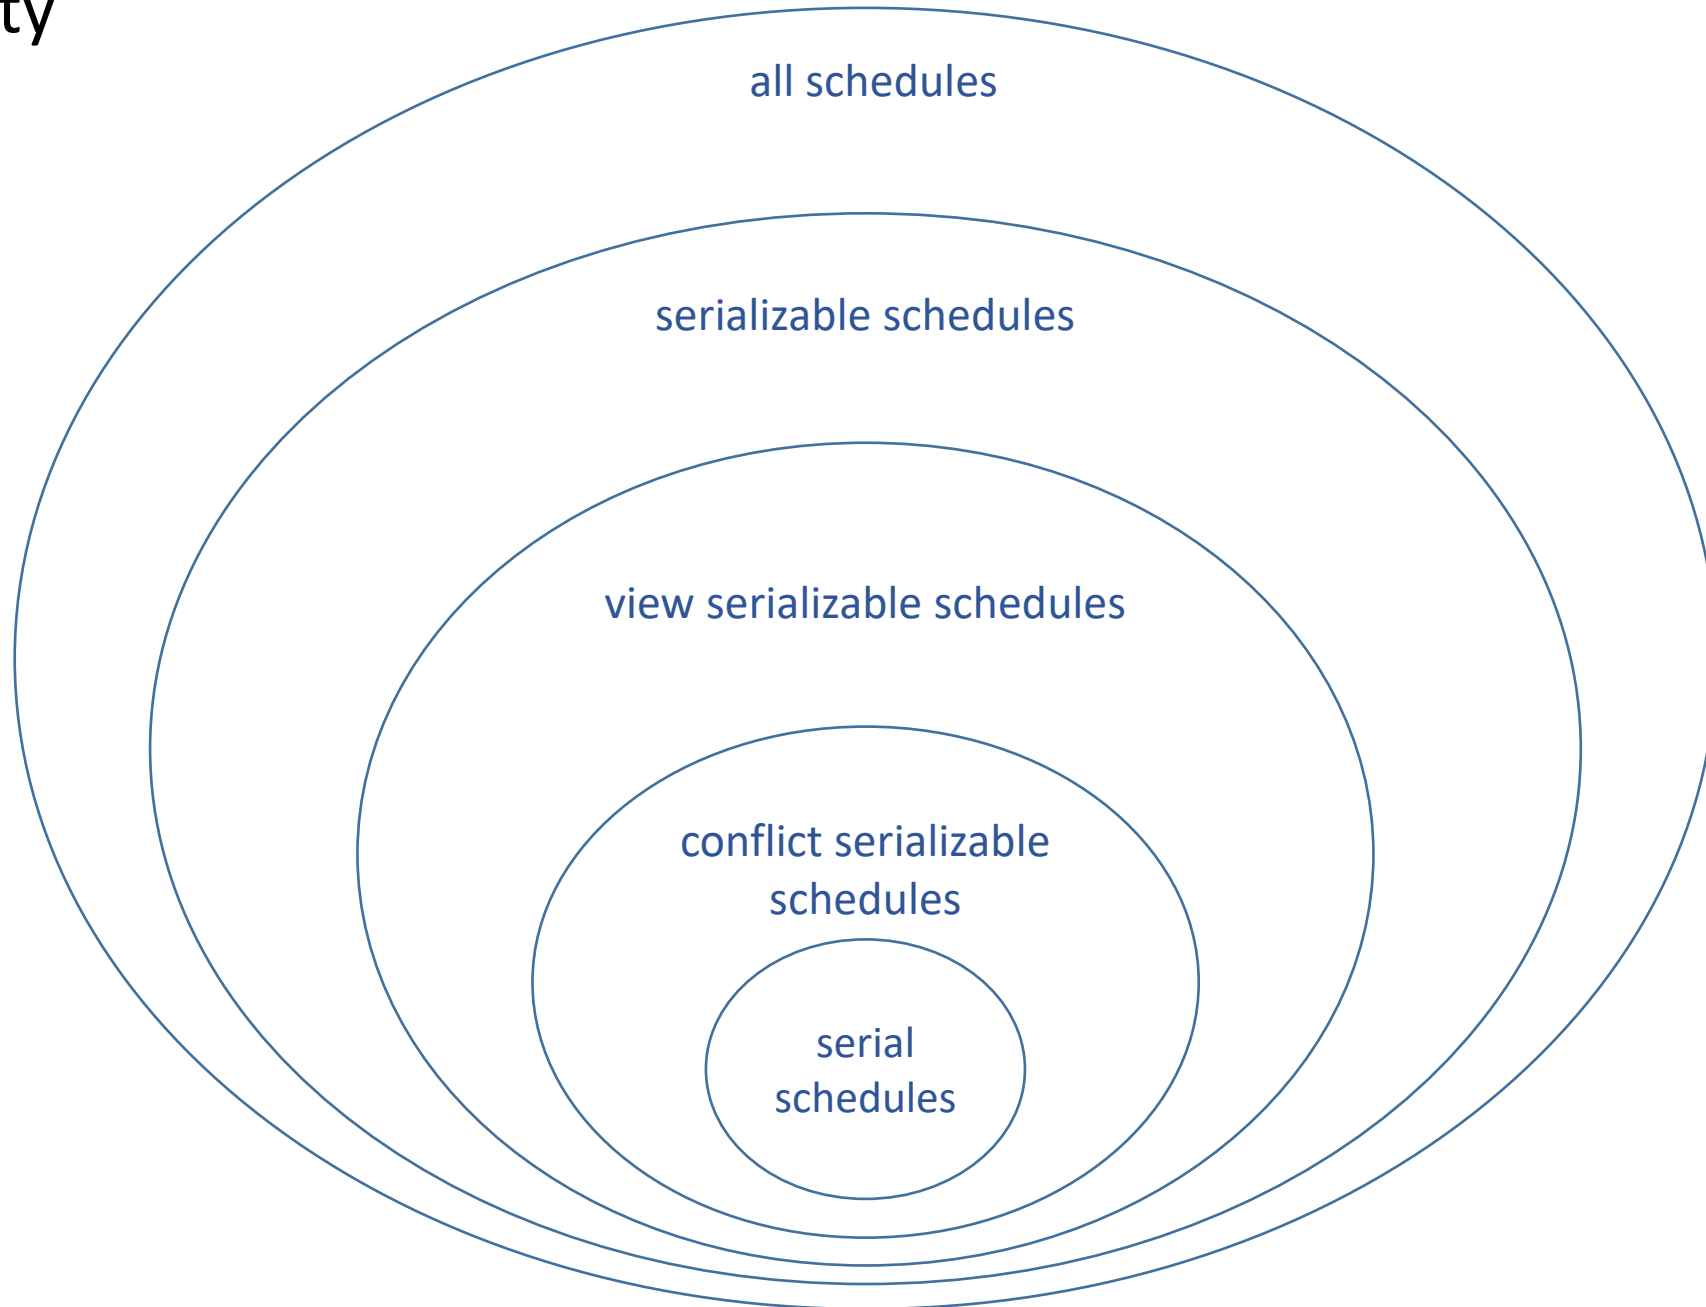 ty
all schedules
serializable schedules
view serializable schedules
conflict serializable
schedules
serial
schedules